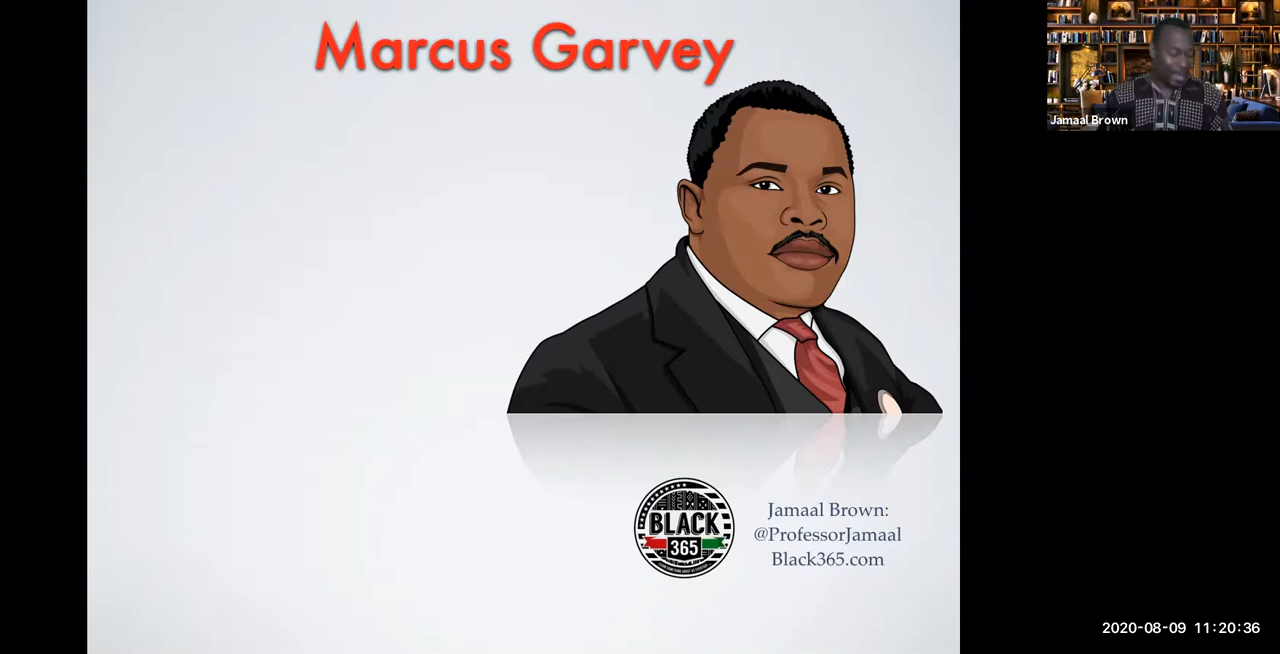 Marcus Garvey
Jamaal Brown
BLACK
365
Jamaal Brown:
@ProfessorJamaal
Black365.com
2020-08-09 11:20:36